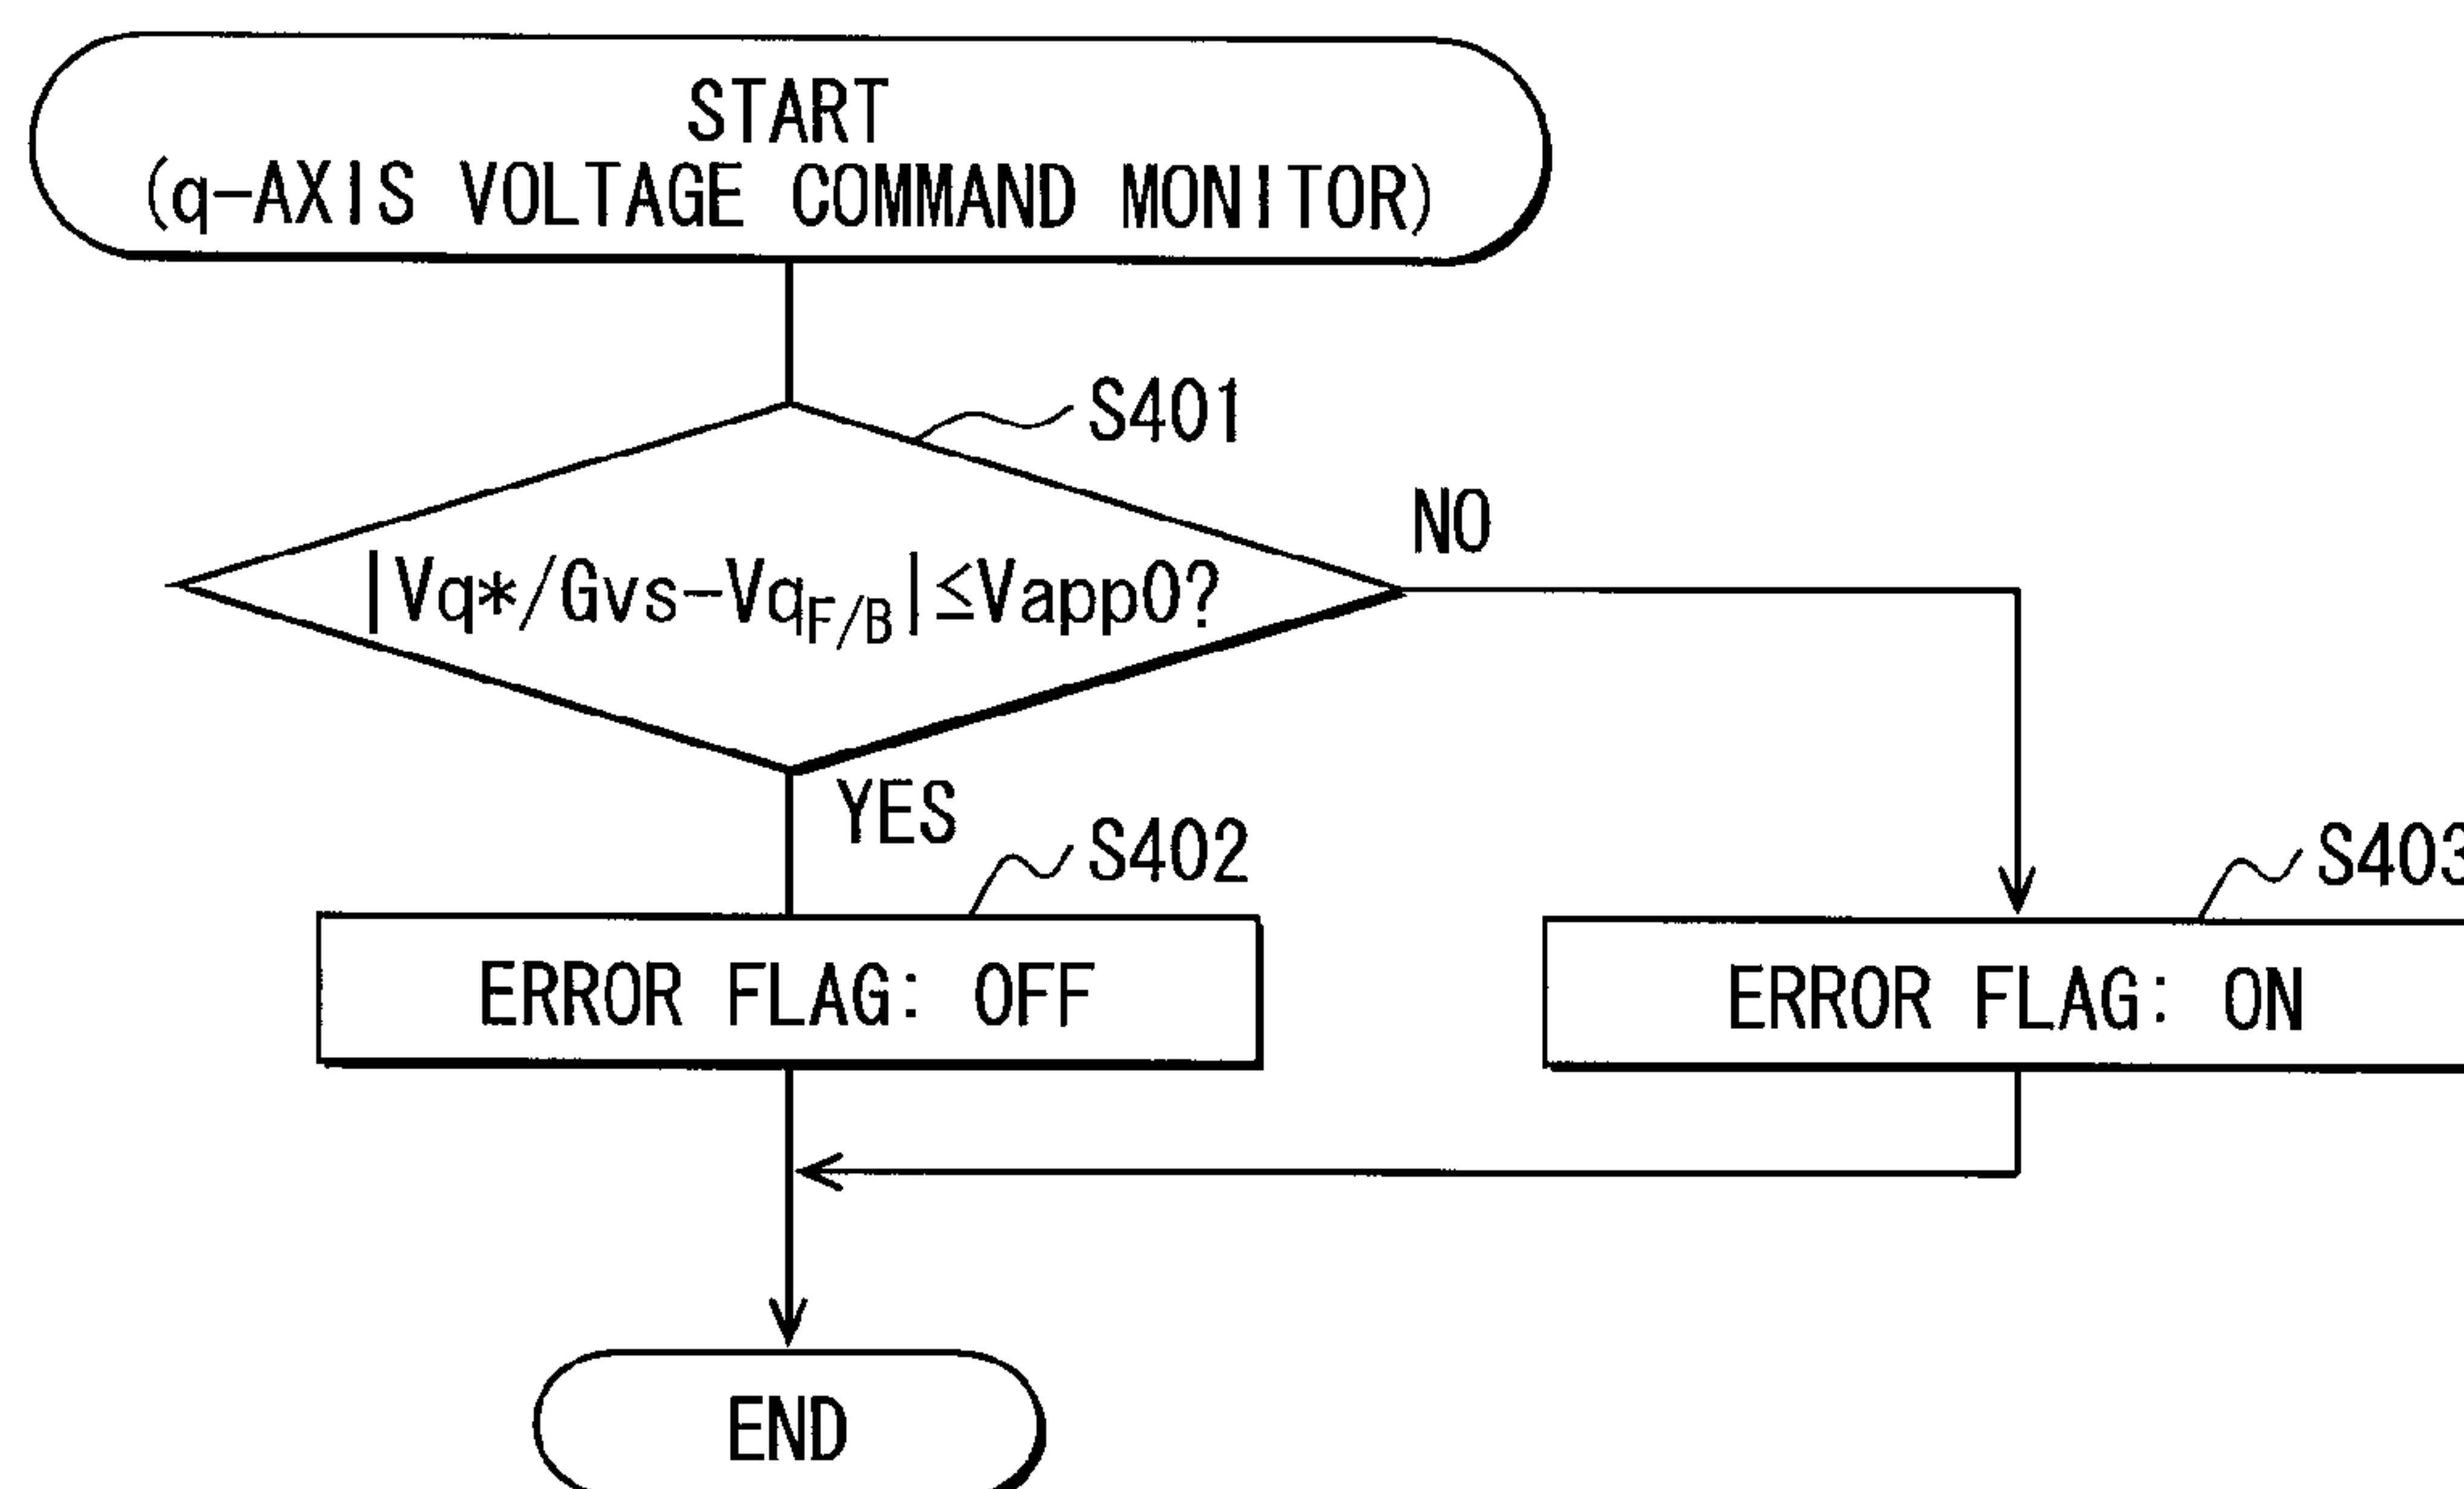 START
(q-AXIS VOLTAGE COMMAND MONITOR)
S401
NO
|Vq*/Gvs-VqF/B|≤Vapp0?
YES
S402
S403
ERROR FLAG: OFF
ERROR FLAG: ON
END